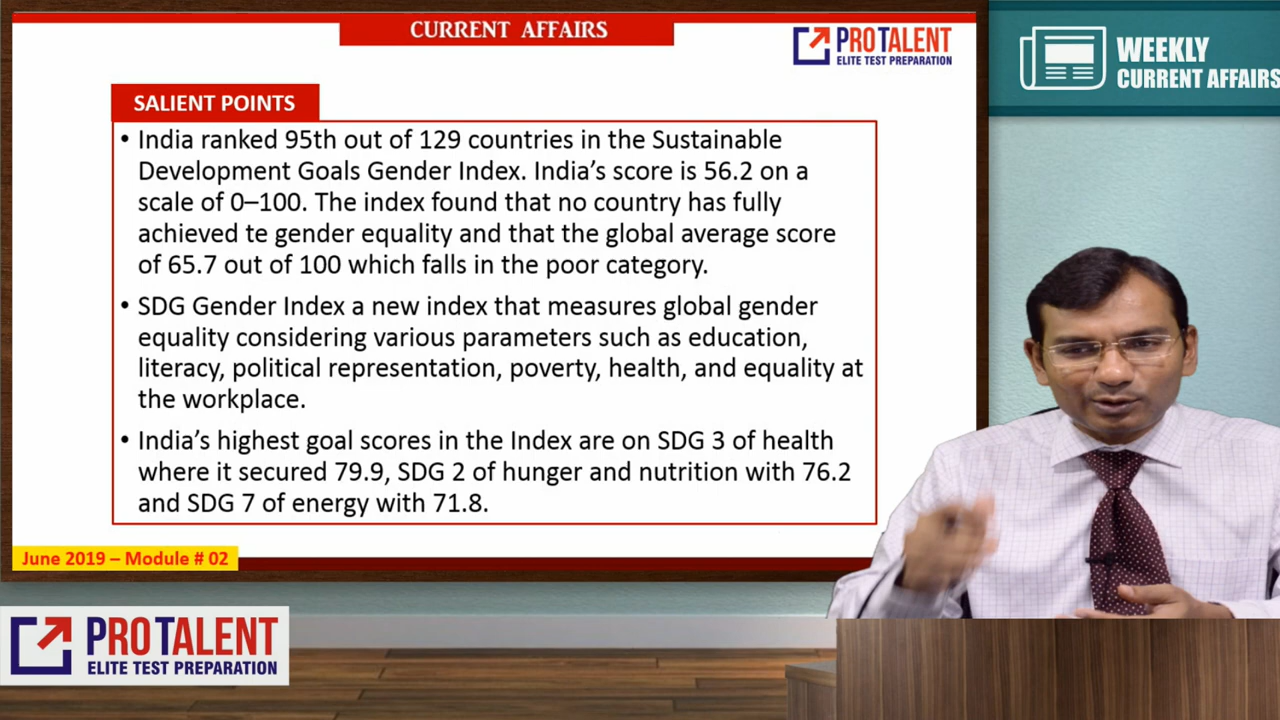 CURRENT AFFAIRS
PROTALENT
ELITE TEST PREPARATION
WEEKLY
CURRENT AFFAIRS
SALIENT POINTS
• India ranked 95th out of 129 countries in the Sustainable
Development Goals Gender Index. India’s score is 56.2 on a
scale of 0–100. The index found that no country has fully
achieved te gender equality and that the global average score
of 65.7 out of 100 which falls in the poor category.
• SDG Gender Index a new index that measures global gender
equality considering various parameters such as education,
literacy, political representation, poverty, health, and equality at
the workplace.
• India’s highest goal scores in the Index are on SDG 3 of health
where it secured 79.9, SDG 2 of hunger and nutrition with 76.2
and SDG 7 of energy with 71.8.
June 2019 – Module # 02
PROTALENT
ELITE TEST PREPARATION